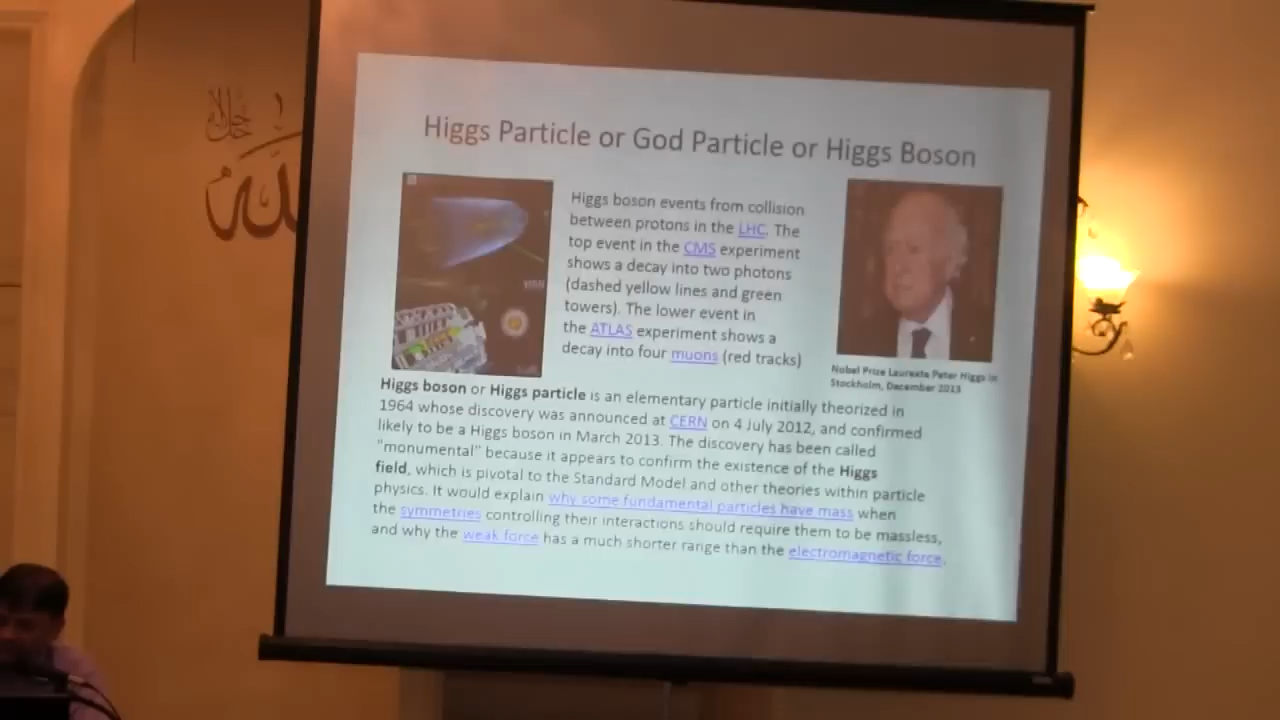 الله
جل جلاله
Higgs Particle or God Particle or Higgs Boson
Higgs boson events from collision
between protons in the LHC. The
top event in the CMS experiment
shows a decay into two photons
(dashed yellow lines and green
towers). The lower event in
the ATLAS experiment shows a
decay into four muons (red tracks)
Nobel Prize Laureate Peter Higgs in
Stockholm, December 2013
Higgs boson or Higgs particle is an elementary particle initially theorized in
1964 whose discovery was announced at CERN on 4 July 2012, and confirmed
likely to be a Higgs boson in March 2013. The discovery has been called
"monumental" because it appears to confirm the existence of the Higgs
field, which is pivotal to the Standard Model and other theories within particle
physics. It would explain why some fundamental particles have mass when
the symmetries controlling their interactions should require them to be massless,
and why the weak force has a much shorter range than the electromagnetic force.